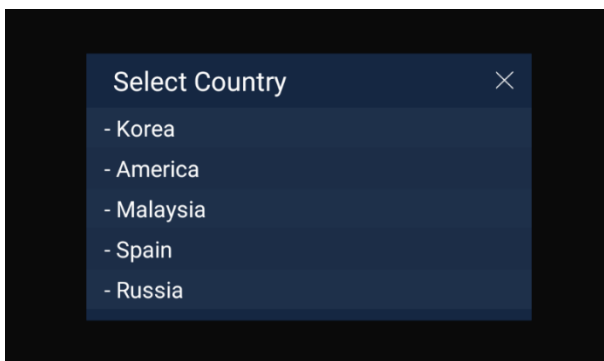 Select Country
- Korea
- America
- Malaysia
- Spain
- Russia